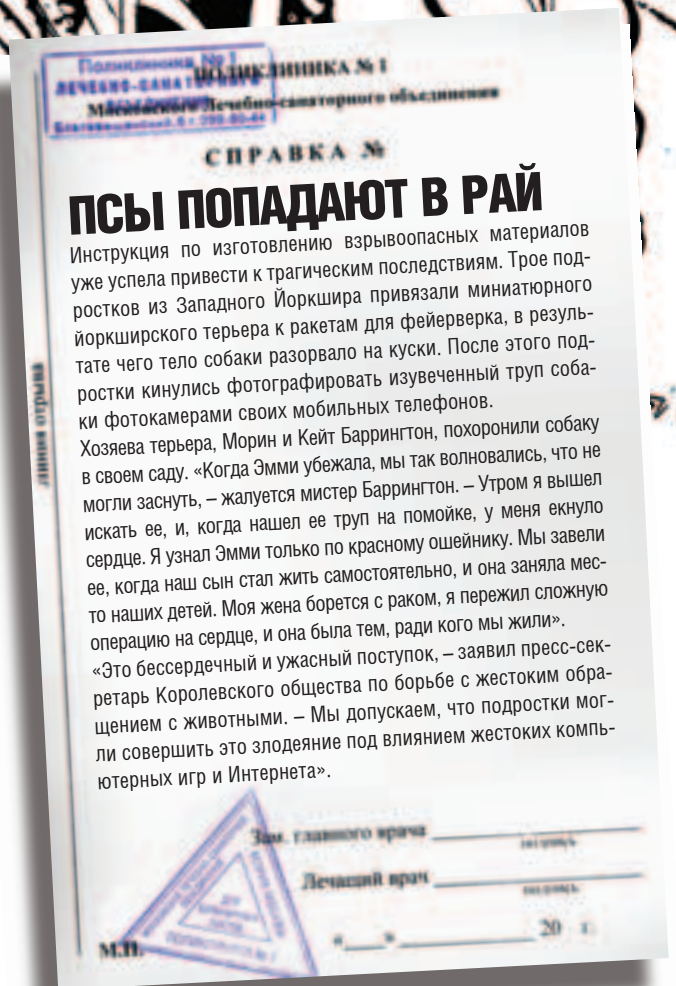 Поликлиника № 1
ЛЕЧЕБНО-САНАТОРНОГО
ПОЛИКЛИНИКА № 1
Московского Лечебно-санаторного объединения
СПРАВКА №
ПСЫ ПОПАДАЮТ В РАЙ
Инструкция по изготовлению взрывоопасных материалов
уже успела привести к трагическим последствиям. Трое под-
ростков из Западного Йоркшира привязали миниатюрного
йоркширского терьера к ракетам для фейерверка, в резуль-
тате чего тело собаки разорвало на куски. После этого под-
ростки кинулись фотографировать изувеченный труп соба-
ки фотокамерами своих мобильных телефонов.
Хозяева терьера, Морин и Кейт Баррингтон, похоронили собаку
в своем саду. «Когда Эмми убежала, мы так волновались, что не
могли заснуть, – жалуется мистер Баррингтон. – Утром я вышел
искать ее, и, когда нашел ее труп на помойке, у меня екнуло
сердце. Я узнал Эмми только по красному ошейнику. Мы завели
ее, когда наш сын стал жить самостоятельно, и она заняла мес-
то наших детей. Моя жена борется с раком, я пережил сложную
операцию на сердце, и она была тем, ради кого мы жили».
«Это бессердечный и ужасный поступок, – заявил пресс-сек-
ретарь Королевского общества по борьбе с жестоким обра-
щением с животными. – Мы допускаем, что подростки мог-
ли совершить это злодеяние под влиянием жестоких компь-
ютерных игр и Интернета».
линия отрыва
Зам. главного врача
подпись
Лечащий врач
подпись
М.П.
« » 20 г.